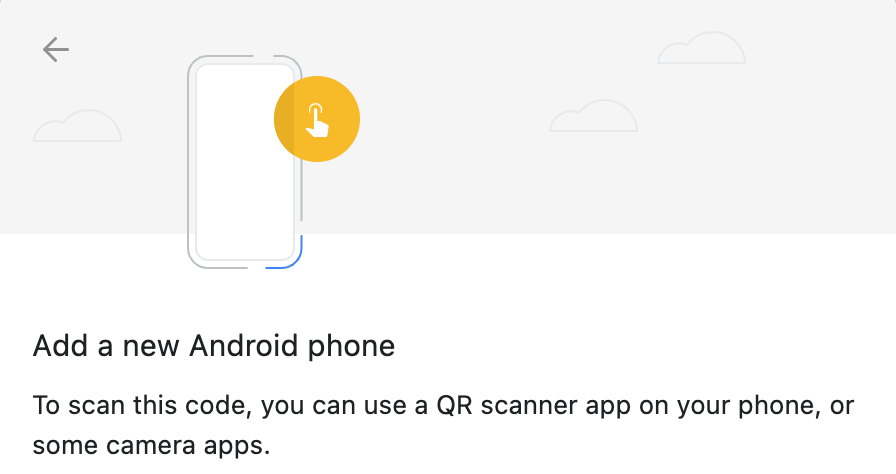 Add a new Android phone
To scan this code, you can use a QR scanner app on your phone, or
some camera apps.